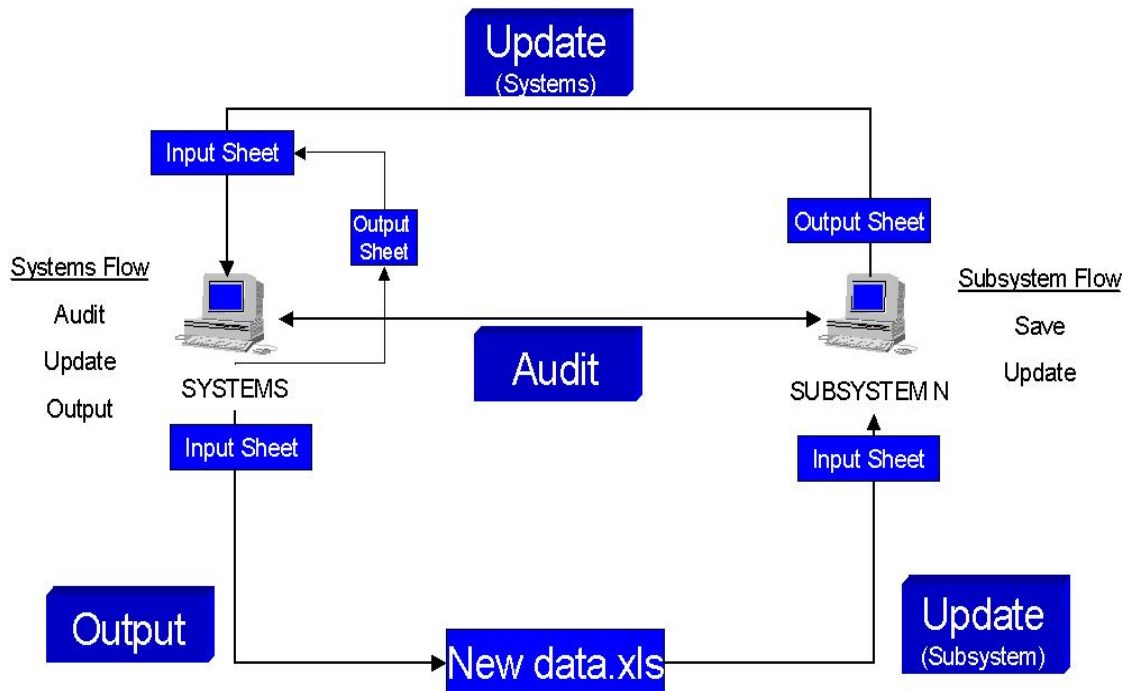 Update
(Systems)
Input Sheet
Output
Sheet
Output Sheet
Systems Flow
Audit
Update
Output
SYSTEMS
Audit
Subsystem Flow
Save
Update
SUBSYSTEM N
Input Sheet
Input Sheet
Output
New data.xls
Update
(Subsystem)